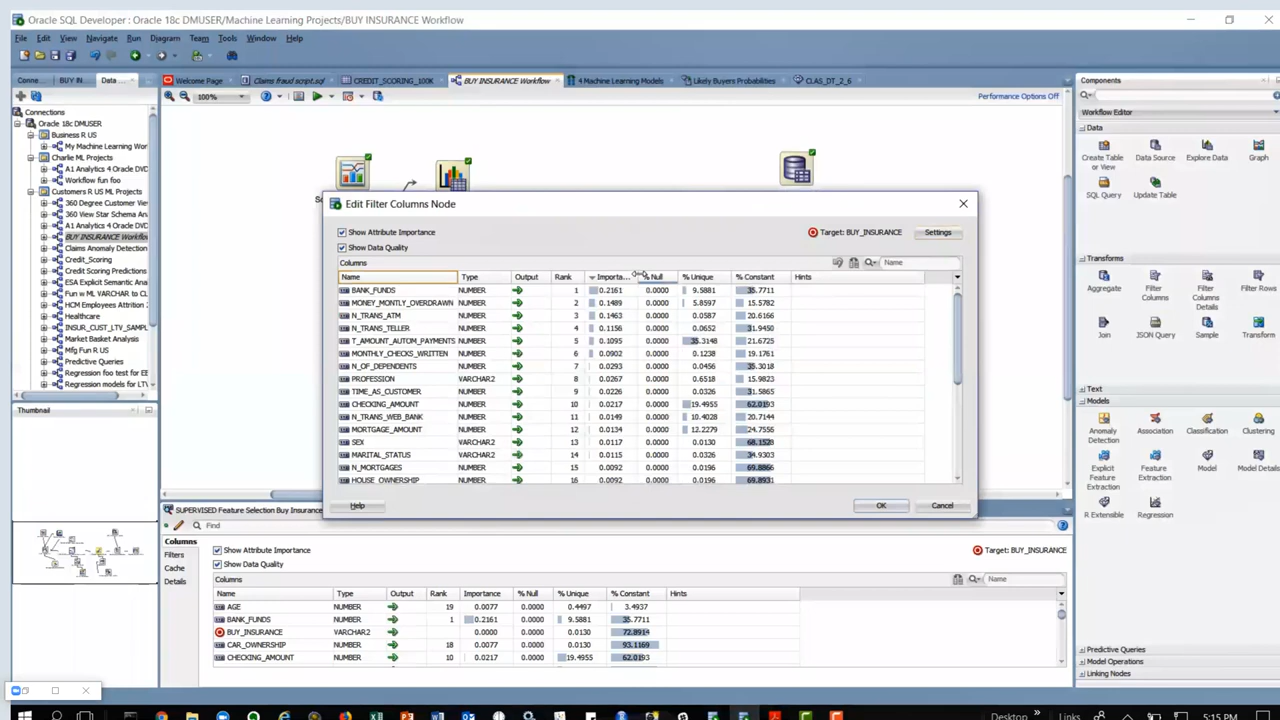 Oracle SQL Developer : Oracle 18c DMUSER/Machine Learning Projects/BUY INSURANCE Workflow
File Edit View Navigate Run Diagram Team Tools Window Help
Conne... BUY IN Data...
Welcome Page Claims fraud script.sql CREDIT_SCORING_100K BUY INSURANCE Workflow 4 Machine Learning Models Likely Buyers Probabilities CLAS_DT_2_6
100%
Performance Options Off
Connections
Oracle 18c DMUSER
Business R US
My Machine Learning Wor
Charlie ML Projects
A1 Analytics 4 Oracle DVD
Workflow fun foo
Customers R US ML Projects
360 Degree Customer View
360 View Star Schema Ana
A1 Analytics 4 Oracle DVD
BUY INSURANCE Workflow
Claims Anomaly Detection
Credit_Scoring
Credit Scoring Predictions
ESA Explicit Semantic Anal
Fun w ML VARCHAR to CL
HCM Employees Attrition
Healthcare
INSUR_CUST_LTV_SAMPL
Market Basket Analysis
Mfg Fun R US
Predictive Queries
Regression foo test for EB
Regression models for LT
Thumbnail
Edit Filter Columns Node
Show Attribute Importance
Target: BUY_INSURANCE Settings
Show Data Quality
Columns Name
Name Type Output Rank Importa... % Null % Unique % Constant Hints
BANK_FUNDS NUMBER 1 0.2161 0.0000 9.5881 35.7711
MONEY_MONTLY_OVERDRAWN NUMBER 2 0.1489 0.0000 5.8597 15.5782
N_TRANS_ATM NUMBER 3 0.1463 0.0000 0.0587 20.6166
N_TRANS_TELLER NUMBER 4 0.1156 0.0000 0.0652 31.9450
T_AMOUNT_AUTOM_PAYMENTS NUMBER 5 0.1095 0.0000 35.3148 21.6725
MONTHLY_CHECKS_WRITTEN NUMBER 6 0.0902 0.0000 0.1238 19.1761
N_OF_DEPENDENTS NUMBER 7 0.0293 0.0000 0.0456 35.3018
PROFESSION VARCHAR2 8 0.0267 0.0000 0.6518 15.9823
TIME_AS_CUSTOMER NUMBER 9 0.0226 0.0000 0.0326 31.5865
CHECKING_AMOUNT NUMBER 10 0.0217 0.0000 19.4955 62.0193
N_TRANS_WEB_BANK NUMBER 11 0.0149 0.0000 10.4028 20.7144
MORTGAGE_AMOUNT NUMBER 12 0.0134 0.0000 12.2279 24.7556
SEX VARCHAR2 13 0.0117 0.0000 0.0130 68.1528
MARITAL_STATUS VARCHAR2 14 0.0115 0.0000 0.0326 34.9303
N_MORTGAGES NUMBER 15 0.0092 0.0000 0.0196 69.8866
HOUSE_OWNERSHIP NUMBER 16 0.0092 0.0000 0.0196 69.8931
Help OK Cancel
SUPERVISED Feature Selection Buy Insurance
Find
Columns
Filters
Cache
Details
Show Attribute Importance
Target: BUY_INSURANCE
Show Data Quality
Columns Name
Name Type Output Rank Importance % Null % Unique % Constant Hints
AGE NUMBER 19 0.0077 0.0000 0.4497 3.4937
BANK_FUNDS NUMBER 1 0.2161 0.0000 9.5881 35.7711
BUY_INSURANCE VARCHAR2 0.0000 0.0000 0.0130 72.8914
CAR_OWNERSHIP NUMBER 18 0.0077 0.0000 0.0130 93.1169
CHECKING_AMOUNT NUMBER 10 0.0217 0.0000 19.4955 62.0193
Components
Workflow Editor
Data
Create Table or View
Data Source
Explore Data
Graph
SQL Query
Update Table
Transforms
Aggregate
Filter Columns
Filter Columns Details
Filter Rows
Join
JSON Query
Sample
Transform
Text
Models
Anomaly Detection
Association
Classification
Clustering
Explicit Feature Extraction
Feature Extraction
Model
Model Details
R Extensible
Regression
Predictive Queries
Model Operations
Linking Nodes
Desktop Links 5:15 PM